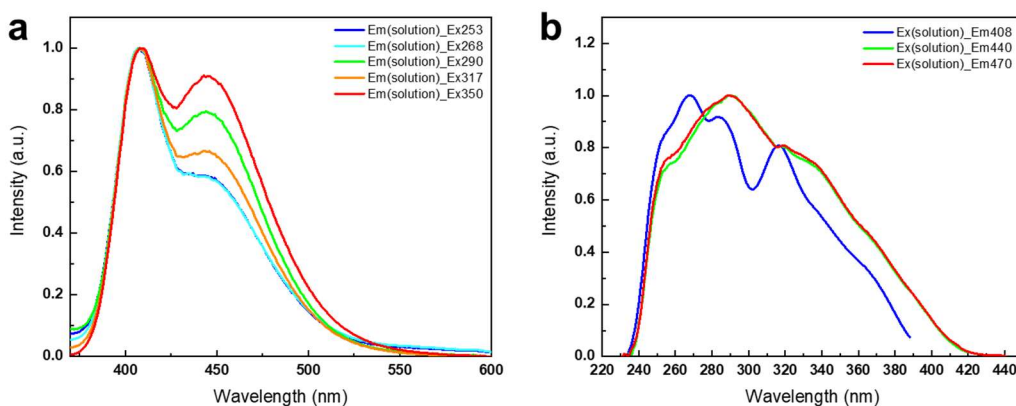 a
Em(solution)_Ex253
Em(solution)_Ex268
Em(solution)_Ex290
Em(solution)_Ex317
Em(solution)_Ex350
Intensity (a.u.)
1.0
0.8
0.6
0.4
0.2
0.0
400 450 500 550 600
Wavelength (nm)
b
Ex(solution)_Em408
Ex(solution)_Em440
Ex(solution)_Em470
Intensity (a.u.)
1.2
1.0
0.8
0.6
0.4
0.2
0.0
220 240 260 280 300 320 340 360 380 400 420 440
Wavelength (nm)